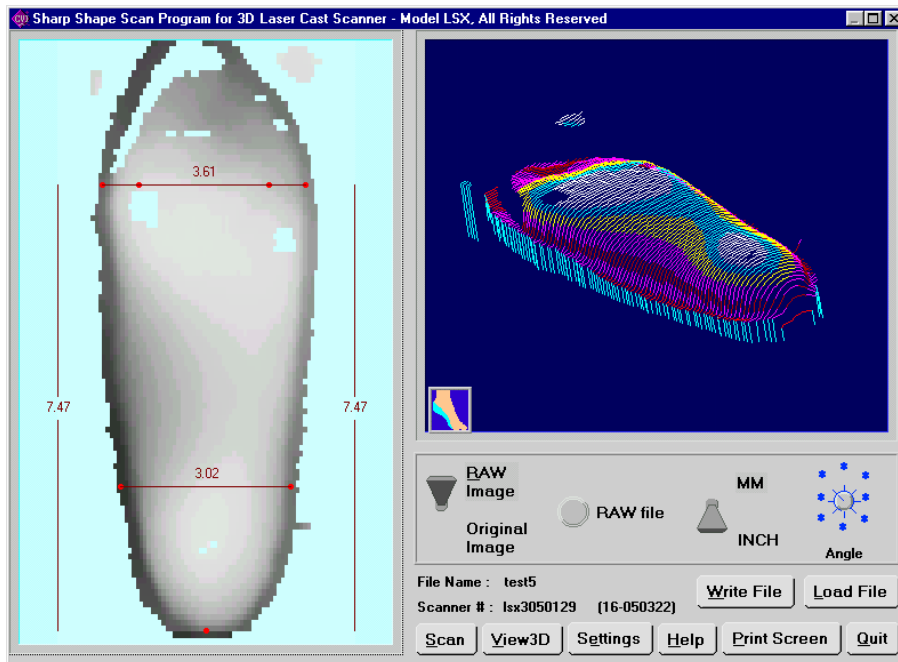 Sharp Shape Scan Program for 3D Laser Cast Scanner - Model LSX, All Rights Reserved
3.61
7.47
7.47
3.02
RAW
Image
Original
Image
RAW file
MM
INCH
Angle
File Name : test5
Scanner # : lsx3050129 (16-050322)
Write File
Load File
Scan
View3D
Settings
Help
Print Screen
Quit